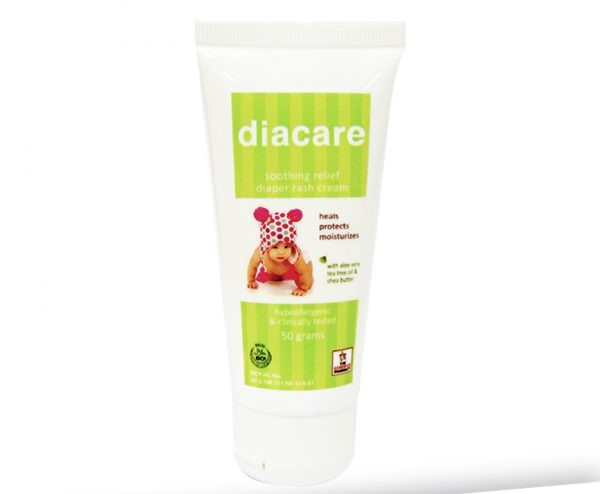 diacare
soothing relief
diaper rash cream
heals
protects
moisturizes
with aloe vera
tea tree oil &
shea butter
hypoallergenic
& clinically tested
50 grams